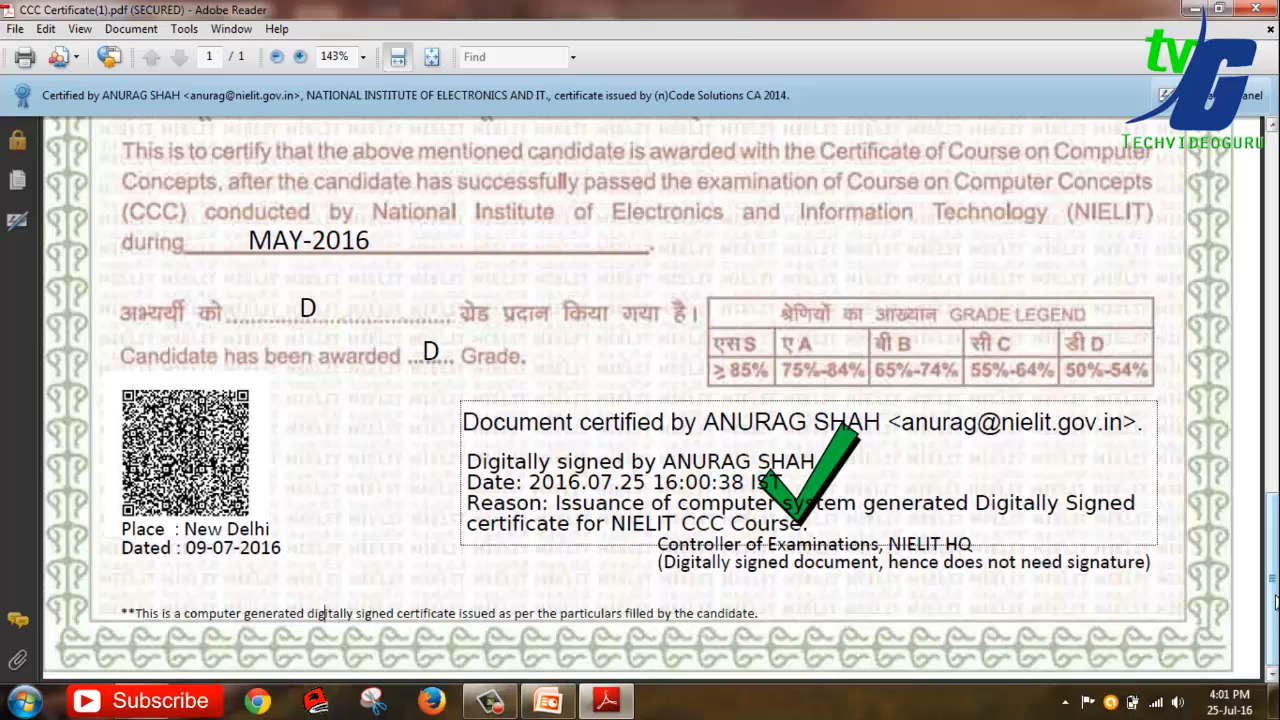 CCC Certificate(1).pdf (SECURED) - Adobe Reader
File Edit View Document Tools Window Help
1 / 1 143% Find
Certified by ANURAG SHAH <anurag@nielit.gov.in>, NATIONAL INSTITUTE OF ELECTRONICS AND IT., certificate issued by (n)Code Solutions CA 2014.
tv G
TECHVIDEOGURU
This is to certify that the above mentioned candidate is awarded with the Certificate of Course on Computer
Concepts, after the candidate has successfully passed the examination of Course on Computer Concepts
(CCC) conducted by National Institute of Electronics and Information Technology (NIELIT)
during MAY-2016.
अभ्यर्थी को D ग्रेड प्रदान किया गया है।
Candidate has been awarded ...D... Grade.
श्रेणियों का आख्यान GRADE LEGEND
एस S ए A बी B सी C डी D
≥ 85% 75%-84% 65%-74% 55%-64% 50%-54%
Document certified by ANURAG SHAH <anurag@nielit.gov.in>.
Digitally signed by ANURAG SHAH
Date: 2016.07.25 16:00:38 IST
Reason: Issuance of computer system generated Digitally Signed
certificate for NIELIT CCC Course.
Controller of Examinations, NIELIT-HQ
(Digitally signed document, hence does not need signature)
Place : New Delhi
Dated : 09-07-2016
**This is a computer generated digitally signed certificate issued as per the particulars filled by the candidate.
Subscribe
4:01 PM
25-Jul-16